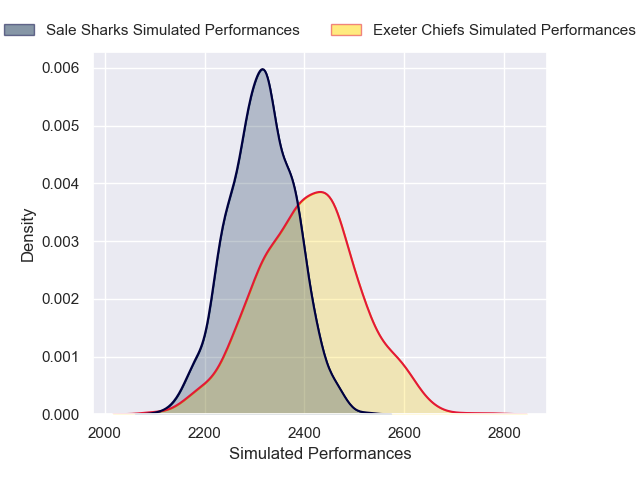 Sale Sharks Simulated Performances Exeter Chiefs Simulated Performances
0.006
0.005
0.004
0.003
0.002
0.001
0.000
Density
2000 2200 2400 2600 2800
Simulated Performances